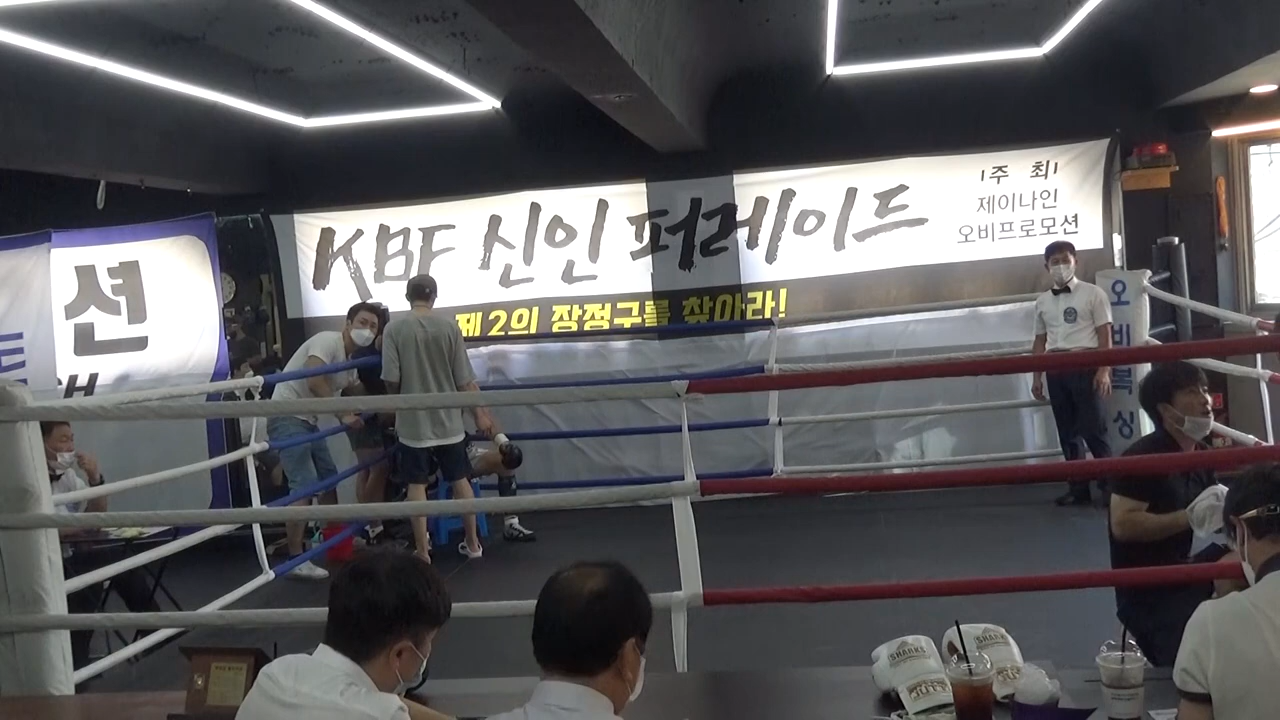 KBF 신인 퍼레이드
제2의 장정구를 찾아라!
주 최
제이나인
오비프로모션
션
오비복싱
SHARKS
SHARKS